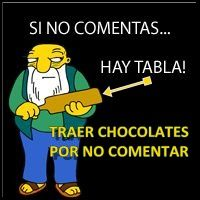 SI NO COMENTAS...
HAY TABLA!
TRAER CHOCOLATES
POR NO COMENTAR